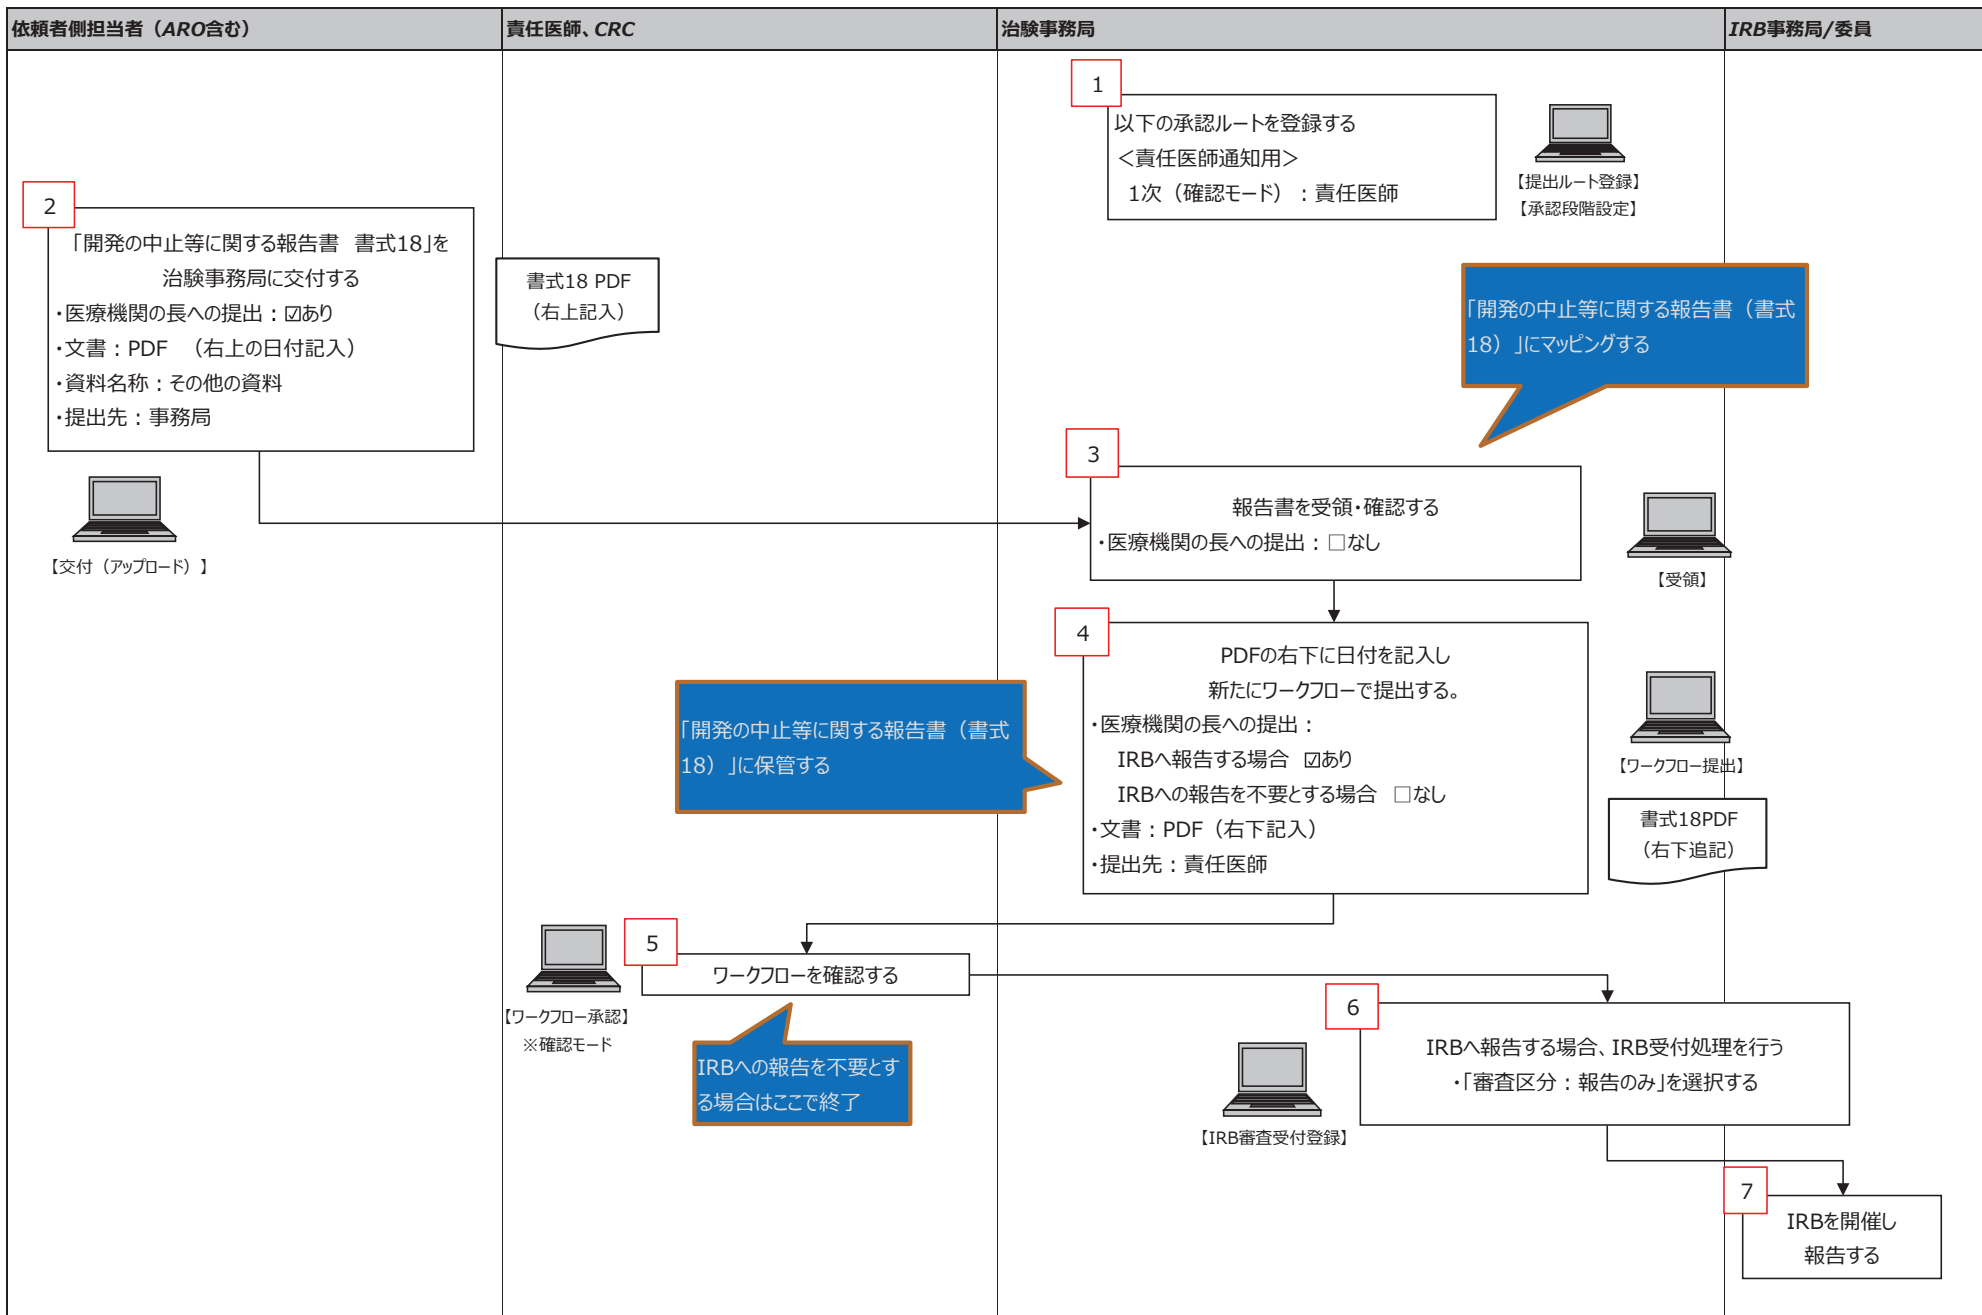 依頼者側担当者（ARO含む）
責任医師、CRC
治験事務局
IRB事務局/委員
1
以下の承認ルートを登録する
＜責任医師通知用＞
1次（確認モード）：責任医師
【提出ルート登録】
【承認段階設定】
2
「開発の中止等に関する報告書　書式18」を
治験事務局に交付する
・医療機関の長への提出：☑あり
・文書：PDF　（右上の日付記入）
・資料名称：その他の資料
・提出先：事務局
【交付（アップロード）】
書式18 PDF
（右上記入）
「開発の中止等に関する報告書（書式
18）」にマッピングする
3
報告書を受領・確認する
・医療機関の長への提出：□なし
【受領】
4
PDFの右下に日付を記入し
新たにワークフローで提出する。
・医療機関の長への提出：
IRBへ報告する場合　☑あり
IRBへの報告を不要とする場合　□なし
・文書：PDF（右下記入）
・提出先：責任医師
「開発の中止等に関する報告書（書式
18）」に保管する
【ワークフロー提出】
書式18PDF
（右下追記）
5
ワークフローを確認する
【ワークフロー承認】
※確認モード
IRBへの報告を不要とす
る場合はここで終了
6
IRBへ報告する場合、IRB受付処理を行う
・「審査区分：報告のみ」を選択する
【IRB審査受付登録】
7
IRBを開催し
報告する